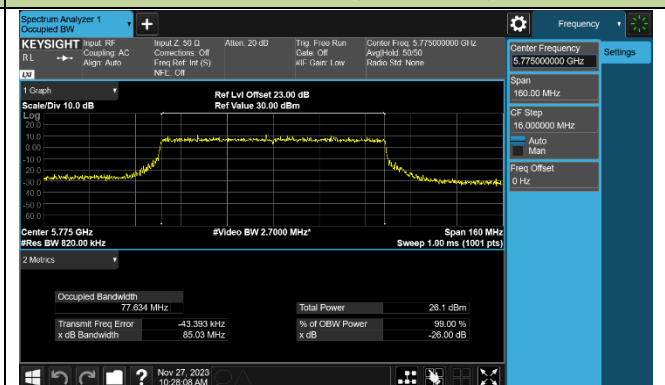 Spectrum Analyzer 1
Occupied BW
+
Frequency
KEYSIGHT
RL
Input: RF
Coupling: AC
Align: Auto
Input Z: 50 Ω
Corrections: Off
Freq Ref: Int (S)
NFE: Off
Atten: 20 dB
Trig: Free Run
Gate: Off
#IF Gain: Low
Center Freq: 5.775000000 GHz
Avg|Hold: 50/50
Radio Std: None
LXI
1 Graph
Scale/Div 10.0 dB
Ref Lvl Offset 23.00 dB
Ref Value 30.00 dBm
Log
20.0
10.0
0.00
-10.0
-20.0
-30.0
-40.0
-50.0
-60.0
Center 5.775 GHz
#Video BW 2.7000 MHz*
Span 160 MHz
#Res BW 820.00 kHz
Sweep 1.00 ms (1001 pts)
2 Metrics
Occupied Bandwidth
77.634 MHz
Total Power
26.1 dBm
Transmit Freq Error
-43.393 kHz
% of OBW Power
99.00 %
x dB Bandwidth
85.03 MHz
x dB
-26.00 dB
Center Frequency
5.775000000 GHz
Settings
Span
160.00 MHz
CF Step
16.000000 MHz
Auto
Man
Freq Offset
0 Hz
?
Nov 27, 2023
10:28:08 AM